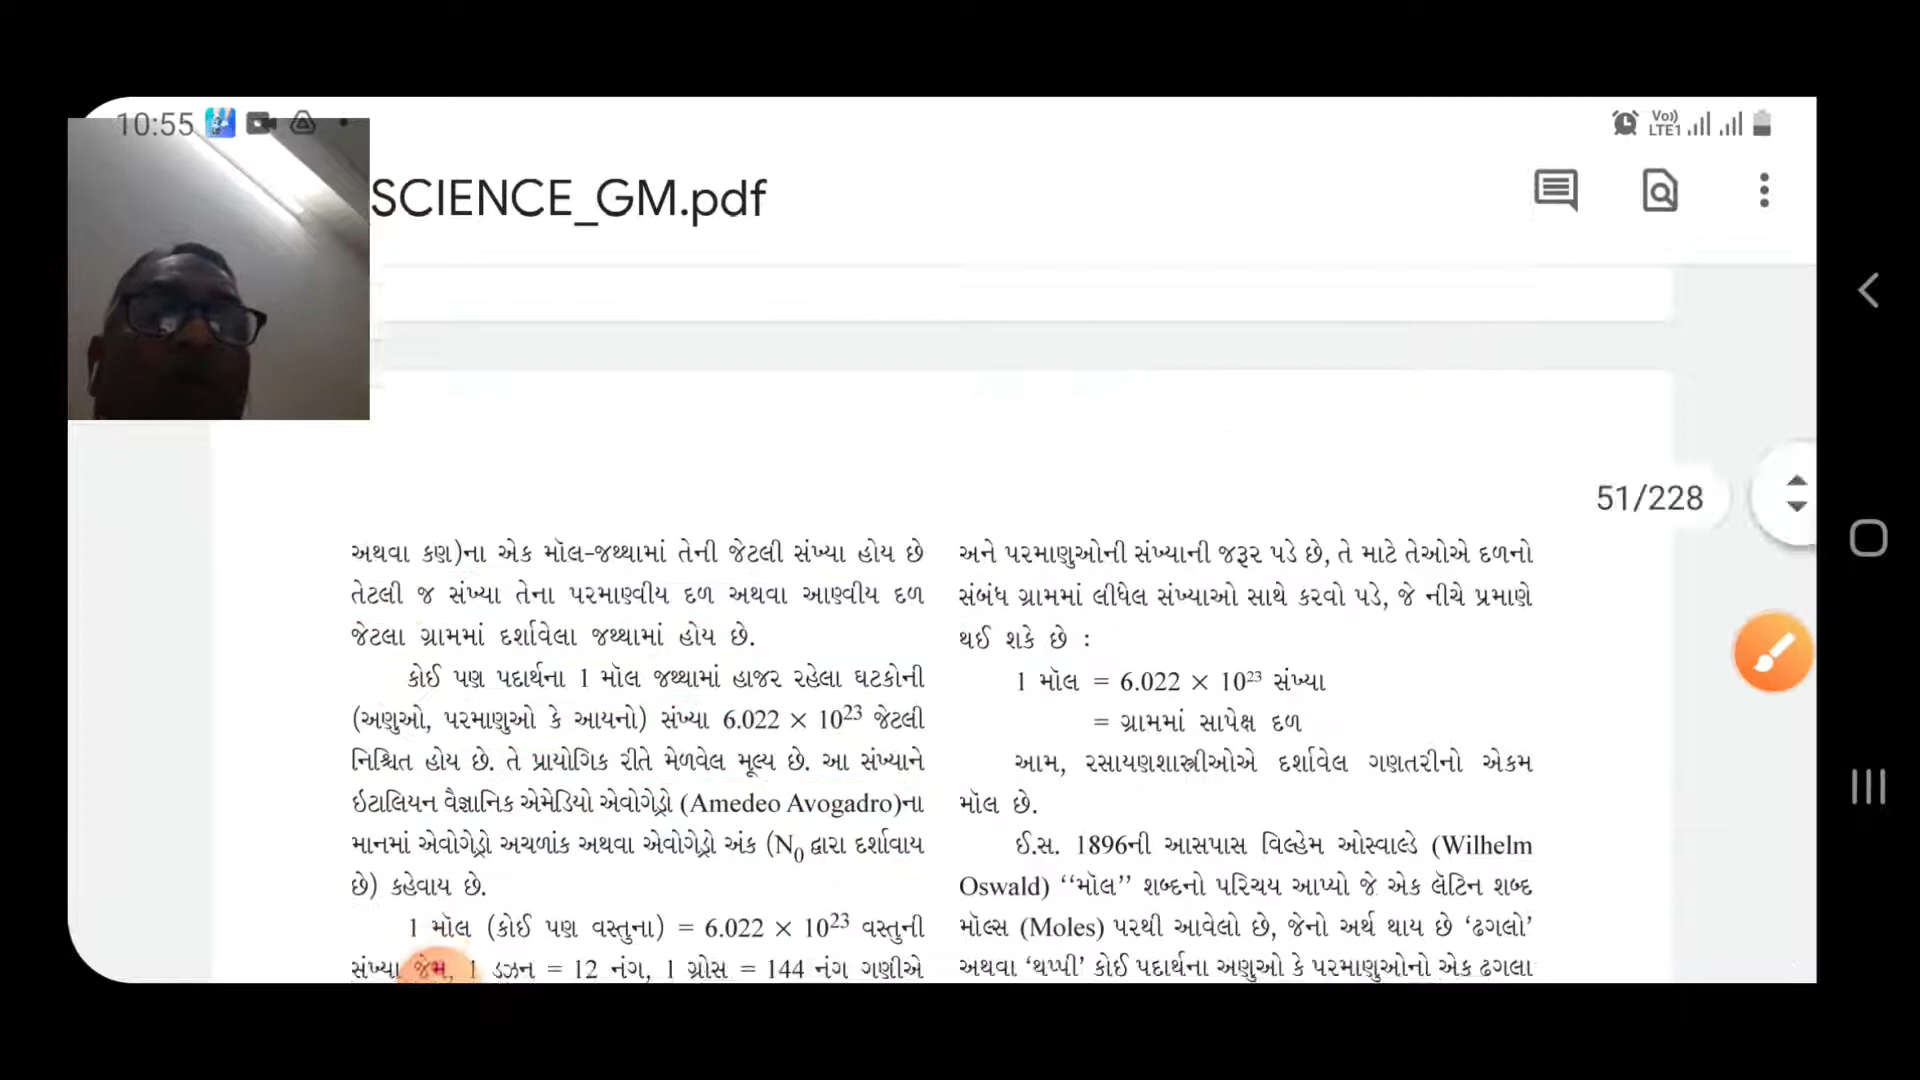 10:55
Vo)
LTE1
SCIENCE_GM.pdf
51/228
અથવા કણ)ના એક મૉલ-જથ્થામાં તેની જેટલી સંખ્યા હોય છે
તેટલી જ સંખ્યા તેના પરમાણ્વીય દળ અથવા આણ્વીય દળ
જેટલા ગ્રામમાં દર્શાવેલા જથ્થામાં હોય છે.
કોઈ પણ પદાર્થના 1 મૉલ જથ્થામાં હાજર રહેલા ઘટકોની
(અણુઓ, પરમાણુઓ કે આયનો) સંખ્યા 6.022 × 10²³ જેટલી
નિશ્ચિત હોય છે. તે પ્રાયોગિક રીતે મેળવેલ મૂલ્ય છે. આ સંખ્યાને
ઇટાલિયન વૈજ્ઞાનિક એમેડિયો એવોગેડ્રો (Amedeo Avogadro)ના
માનમાં એવોગેડ્રો અચળાંક અથવા એવોગેડ્રો અંક (N₀ દ્વારા દર્શાવાય
છે) કહેવાય છે.
1 મૉલ (કોઈ પણ વસ્તુના) = 6.022 × 10²³ વસ્તુની
સંખ્યા જેમ, 1 ડઝન = 12 નંગ, 1 ગ્રોસ = 144 નંગ ગણીએ
અને પરમાણુઓની સંખ્યાની જરૂર પડે છે, તે માટે તેઓએ દળનો
સંબંધ ગ્રામમાં લીધેલ સંખ્યાઓ સાથે કરવો પડે, જે નીચે પ્રમાણે
થઈ શકે છે :
1 મૉલ = 6.022 × 10²³ સંખ્યા
= ગ્રામમાં સાપેક્ષ દળ
આમ, રસાયણશાસ્ત્રીઓએ દર્શાવેલ ગણતરીનો એકમ
મૉલ છે.
ઈ.સ. 1896ની આસપાસ વિલ્હેમ ઓસ્વાલ્ડે (Wilhelm
Oswald) ‘‘મૉલ’’ શબ્દનો પરિચય આપ્યો જે એક લૅટિન શબ્દ
મૉલ્સ (Moles) પરથી આવેલો છે, જેનો અર્થ થાય છે ‘ઢગલો’
અથવા ‘થપ્પી’ કોઈ પદાર્થના અણુઓ કે પરમાણુઓનો એક ઢગલા